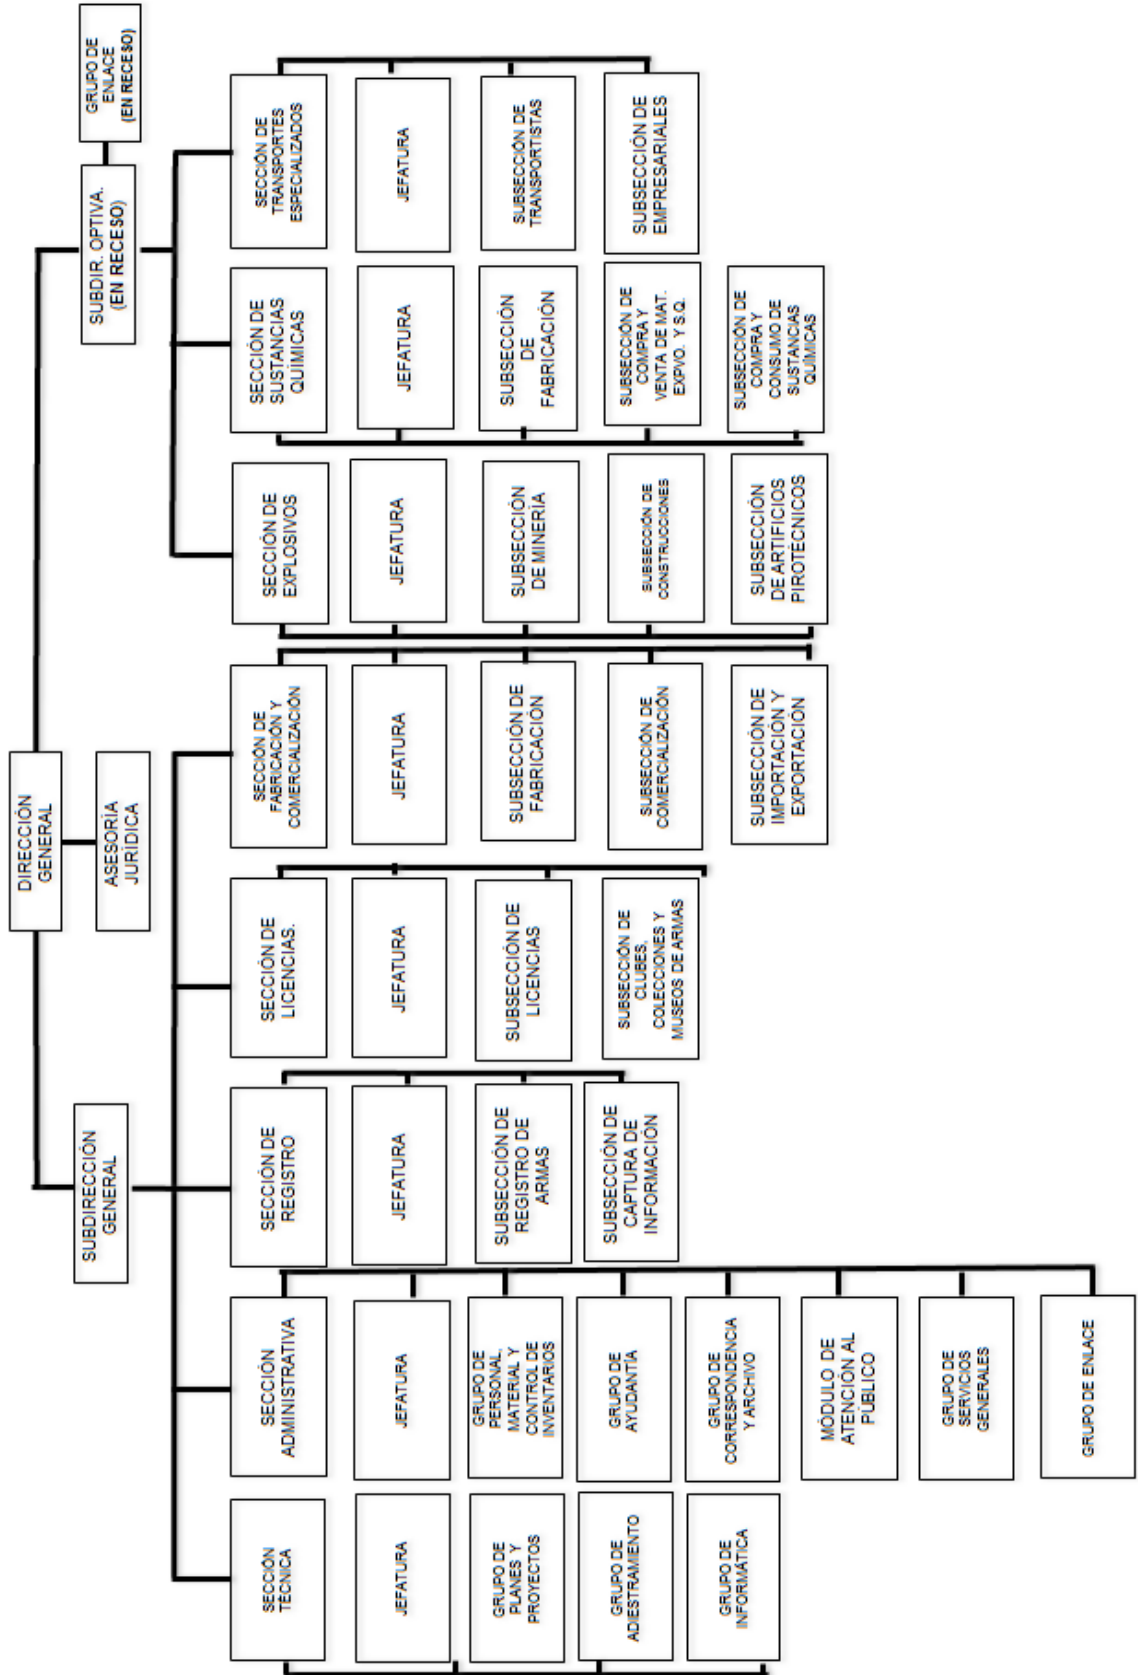 DIRECCIÓN
GENERAL
ASESORÍA
JURÍDICA
SUBDIRECCIÓN
GENERAL
SUBDIR. OPTIVA.
(EN RECESO)
GRUPO DE
ENLACE
(EN RECESO)
SECCIÓN
TÉCNICA
JEFATURA
GRUPO DE
PLANES Y
PROYECTOS
GRUPO DE
ADIESTRAMIENTO
GRUPO DE
INFORMÁTICA
SECCIÓN
ADMINISTRATIVA
JEFATURA
GRUPO DE
PERSONAL,
MATERIAL Y
CONTROL DE
INVENTARIOS
GRUPO DE
AYUDANTÍA
GRUPO DE
CORRESPONDENCIA
Y ARCHIVO
MÓDULO DE
ATENCIÓN AL
PÚBLICO
GRUPO DE
SERVICIOS
GENERALES
GRUPO DE ENLACE
SECCIÓN DE
REGISTRO
JEFATURA
SUBSECCIÓN DE
REGISTRO DE
ARMAS
SUBSECCIÓN DE
CAPTURA DE
INFORMACIÓN
SECCIÓN DE
LICENCIAS.
JEFATURA
SUBSECCIÓN DE
LICENCIAS
SUBSECCIÓN DE
CLUBES,
COLECCIONES Y
MUSEOS DE ARMAS
SECCIÓN DE
FABRICACIÓN Y
COMERCIALIZACIÓN
JEFATURA
SUBSECCIÓN DE
FABRICACIÓN
SUBSECCIÓN DE
COMERCIALIZACIÓN
SUBSECCIÓN DE
IMPORTACIÓN Y
EXPORTACIÓN
SECCIÓN DE
EXPLOSIVOS
JEFATURA
SUBSECCIÓN
DE MINERÍA
SUBSECCIÓN DE
CONSTRUCCIONES
SUBSECCIÓN
DE ARTIFICIOS
PIROTÉCNICOS
SECCIÓN DE
SUSTANCIAS
QUÍMICAS
JEFATURA
SUBSECCIÓN
DE
FABRICACIÓN
SUBSECCIÓN DE
COMPRA Y
VENTA DE MAT.
EXPVO. Y S.Q.
SUBSECCIÓN DE
COMPRA Y
CONSUMO DE
SUSTANCIAS
QUÍMICAS
SECCIÓN DE
TRANSPORTES
ESPECIALIZADOS
JEFATURA
SUBSECCIÓN DE
TRANSPORTISTAS
SUBSECCIÓN DE
EMPRESARIALES